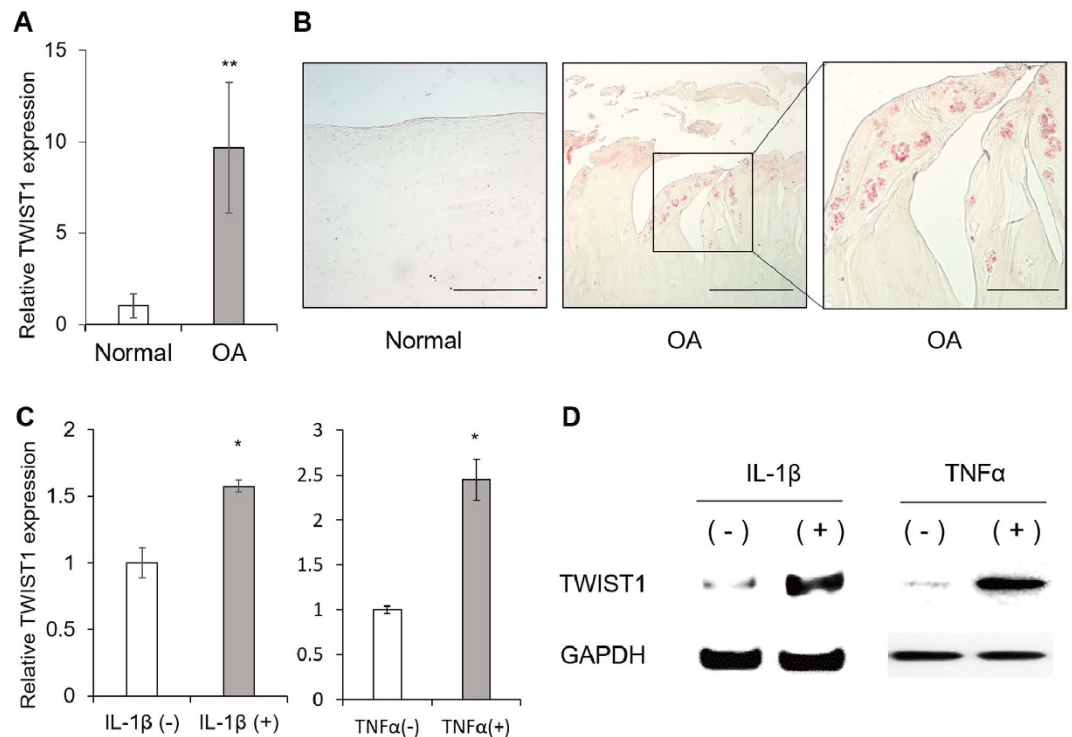 A
Relative TWIST1 expression
15
10
5
0
**
Normal
OA
B
Normal
OA
OA
C
Relative TWIST1 expression
2
1.5
1
0.5
0
*
IL-1β (-)
IL-1β (+)
3
2.5
2
1.5
1
0.5
0
*
TNFα(-)
TNFα(+)
D
IL-1β
TNFα
( - )
( + )
( - )
( + )
TWIST1
GAPDH